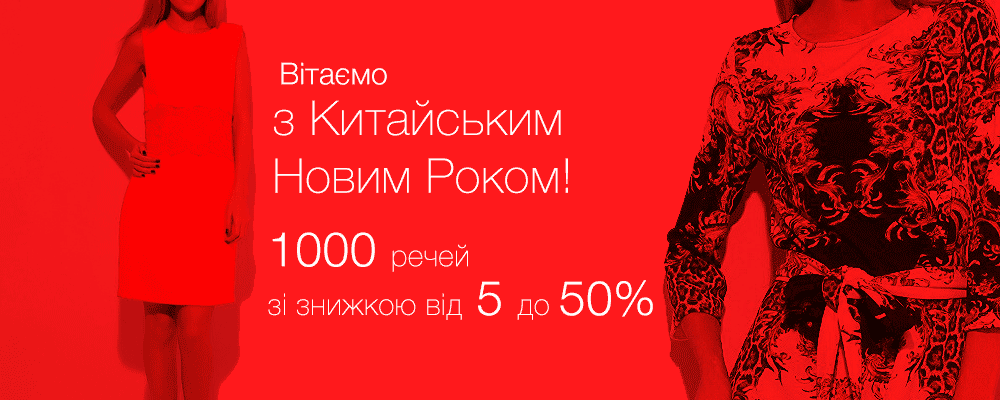 Вітаємо
з Китайським
Новим Роком!
1000 речей
зі знижкою від 5 до 50%